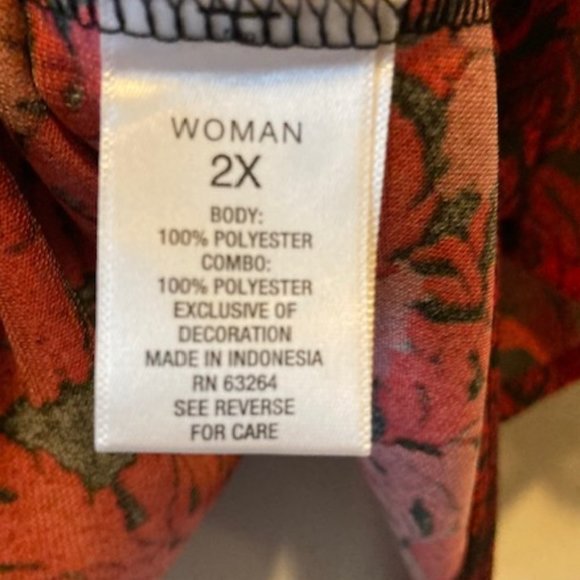 WOMAN
2X
BODY:
100% POLYESTER
COMBO:
100% POLYESTER
EXCLUSIVE OF
DECORATION
MADE IN INDONESIA
RN 63264
SEE REVERSE
FOR CARE